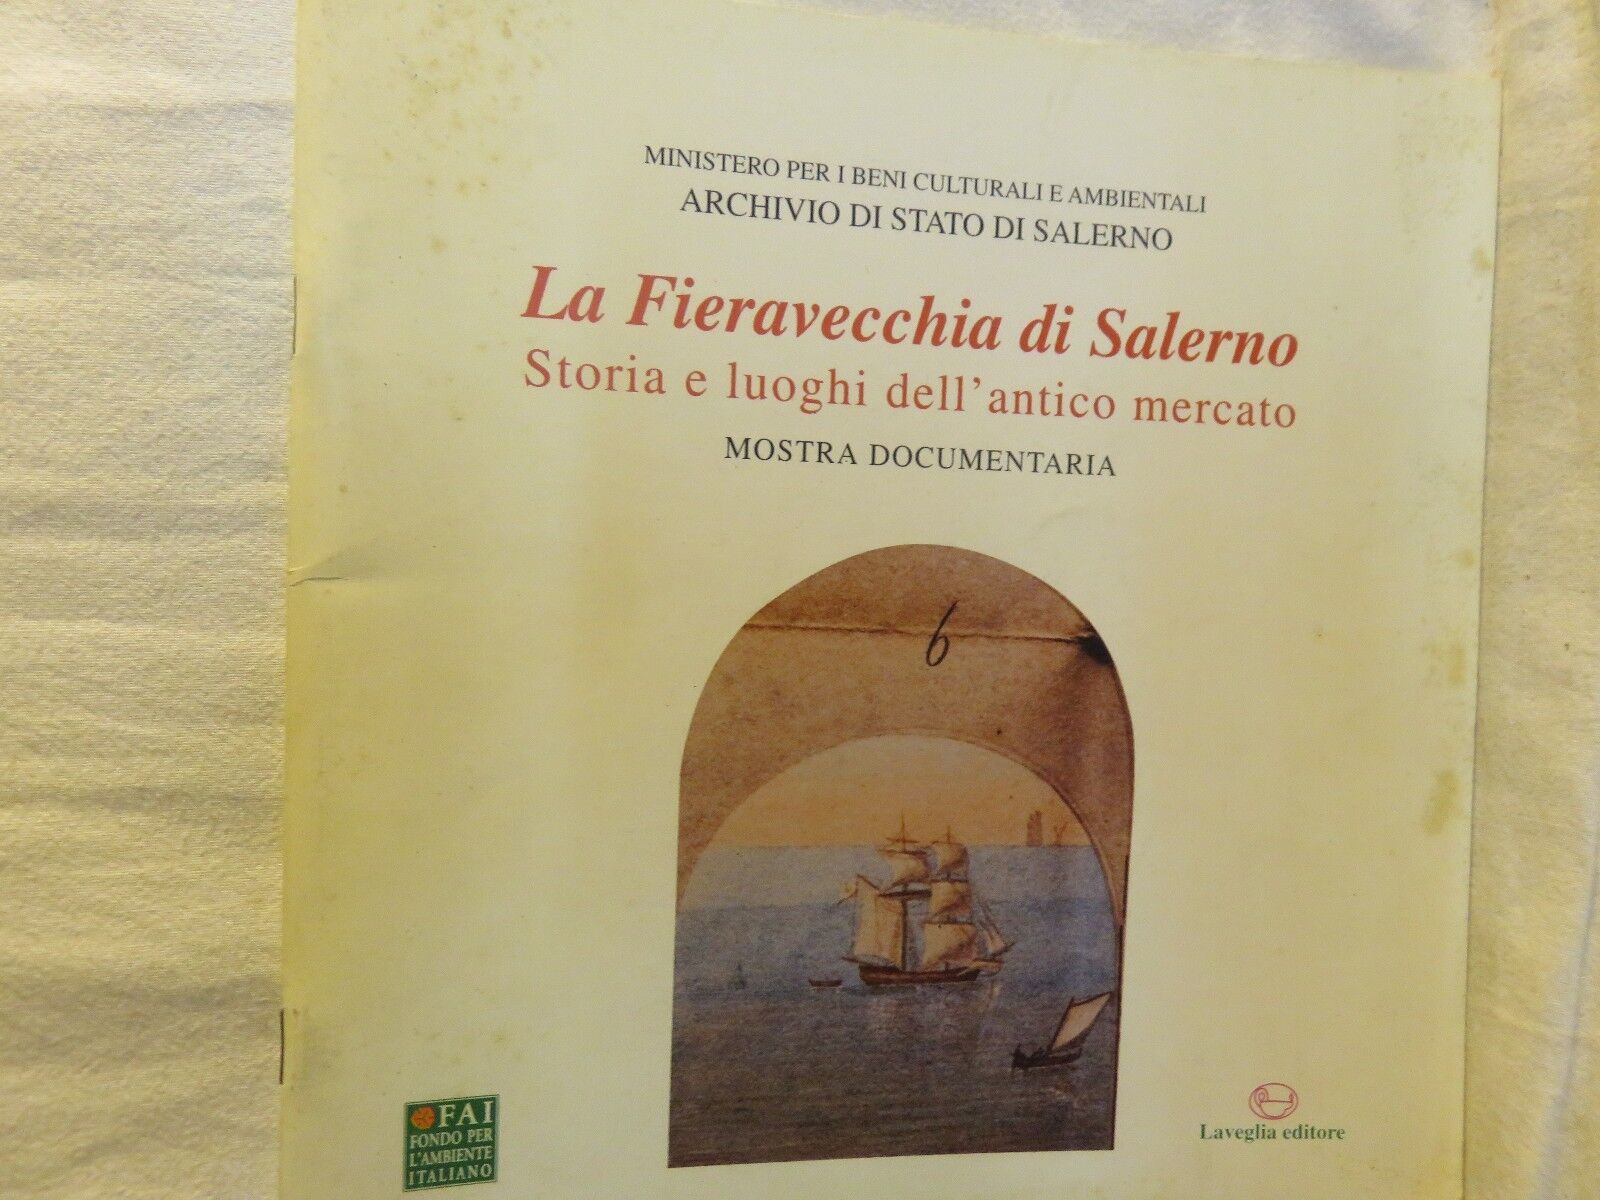 MINISTERO PER I BENI CULTURALI E AMBIENTALI
ARCHIVIO DI STATO DI SALERNO
La Fieravecchia di Salerno
Storia e luoghi dell'antico mercato
MOSTRA DOCUMENTARIA
6
FAI
FONDO PER
L'AMBIENTE
ITALIANO
Laveglia editore